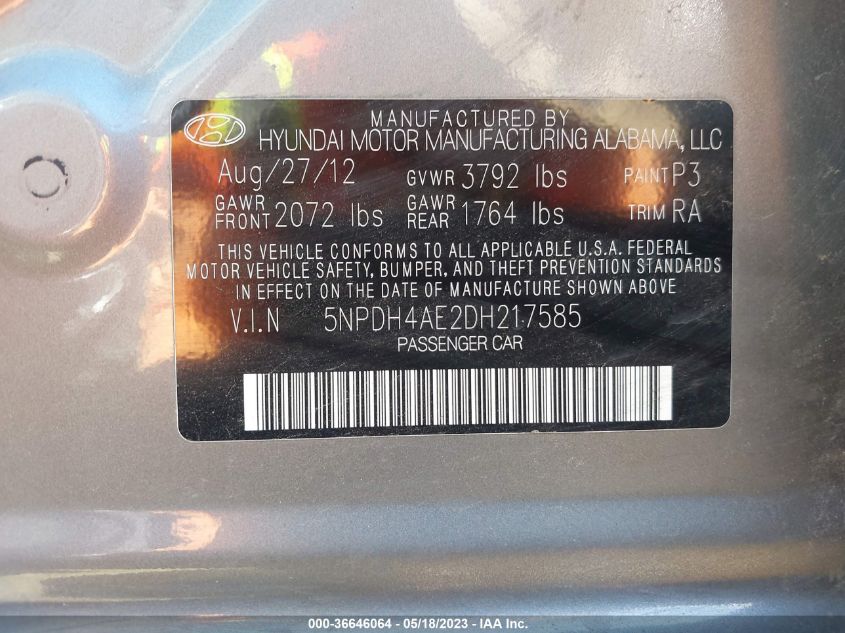 MANUFACTURED BY
HYUNDAI MOTOR MANUFACTURING ALABAMA, LLC
Aug/27/12 GVWR 3792 lbs PAINT P3
GAWR FRONT 2072 lbs GAWR REAR 1764 lbs TRIM RA
THIS VEHICLE CONFORMS TO ALL APPLICABLE U.S.A. FEDERAL
MOTOR VEHICLE SAFETY, BUMPER, AND THEFT PREVENTION STANDARDS
IN EFFECT ON THE DATE OF MANUFACTURE SHOWN ABOVE
V.I.N 5NPDH4AE2DH217585
PASSENGER CAR
000-36646064 - 05/18/2023 - IAA Inc.